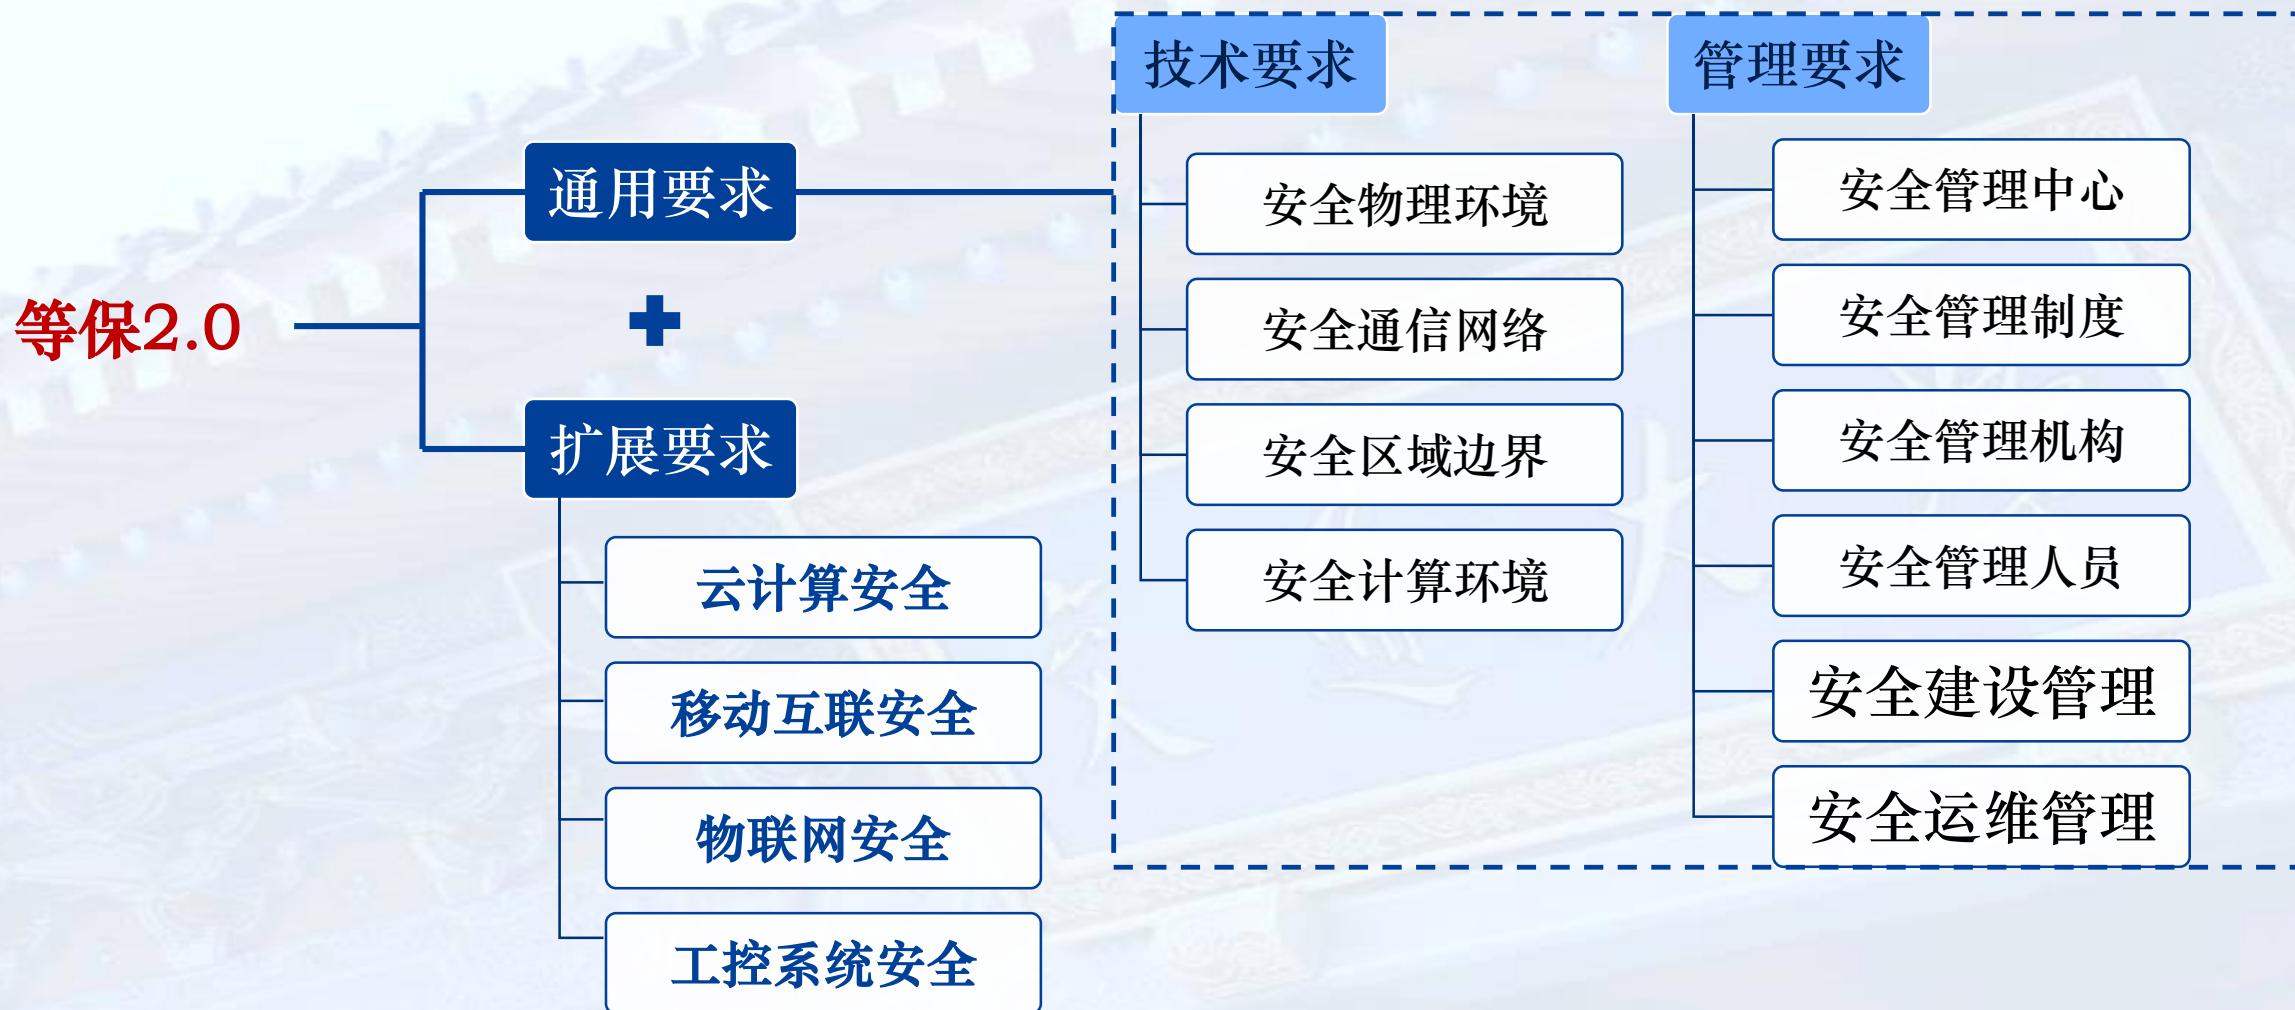 等保2.0
通用要求
扩展要求
云计算安全
移动互联安全
物联网安全
工控系统安全
技术要求
安全物理环境
安全通信网络
安全区域边界
安全计算环境
管理要求
安全管理中心
安全管理制度
安全管理机构
安全管理人员
安全建设管理
安全运维管理